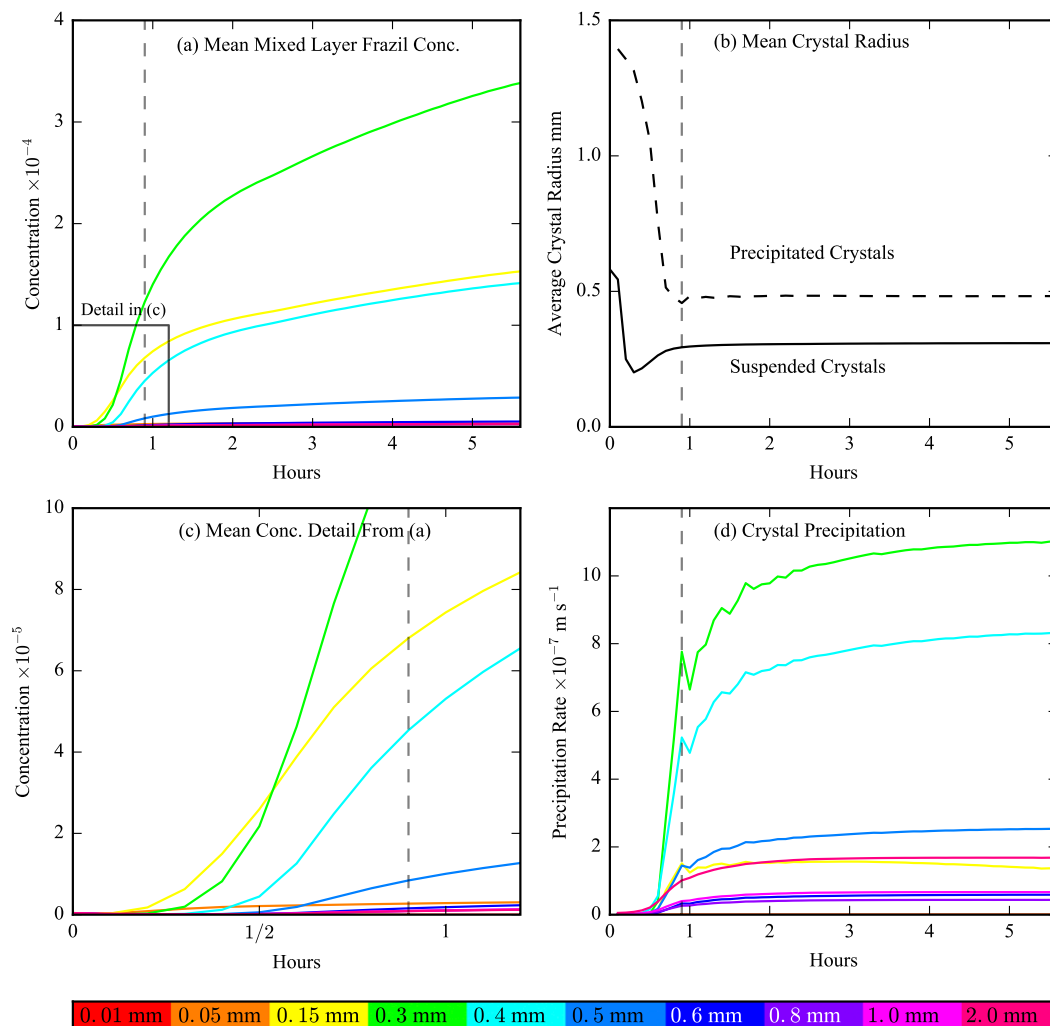 (a) Mean Mixed Layer Frazil Conc.
Detail in (c)
Concentration ×10⁻⁴
0
1
2
3
4
0
1
2
3
4
5
Hours
(b) Mean Crystal Radius
Precipitated Crystals
Suspended Crystals
Average Crystal Radius mm
0.0
0.5
1.0
1.5
0
1
2
3
4
5
Hours
(c) Mean Conc. Detail From (a)
Concentration ×10⁻⁵
0
2
4
6
8
10
0
1/2
1
Hours
(d) Crystal Precipitation
Precipitation Rate ×10⁻⁷ m s⁻¹
0
2
4
6
8
10
0
1
2
3
4
5
Hours
0.01 mm 0.05 mm 0.15 mm 0.3 mm 0.4 mm 0.5 mm 0.6 mm 0.8 mm 1.0 mm 2.0 mm